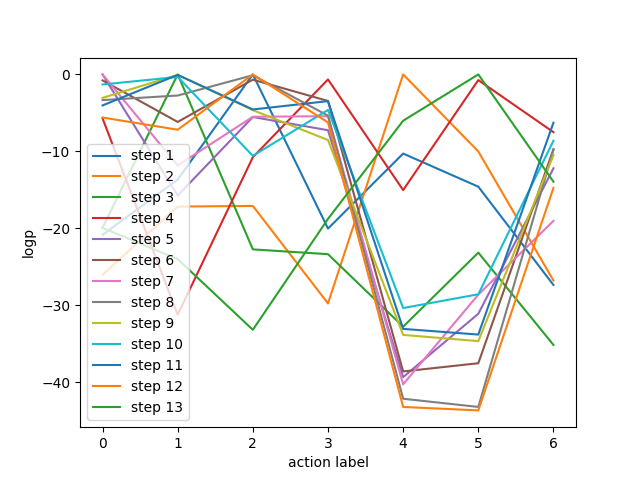 0
−10
−20
−30
−40
logp
step 1
step 2
step 3
step 4
step 5
step 6
step 7
step 8
step 9
step 10
step 11
step 12
step 13
0 1 2 3 4 5 6
action label